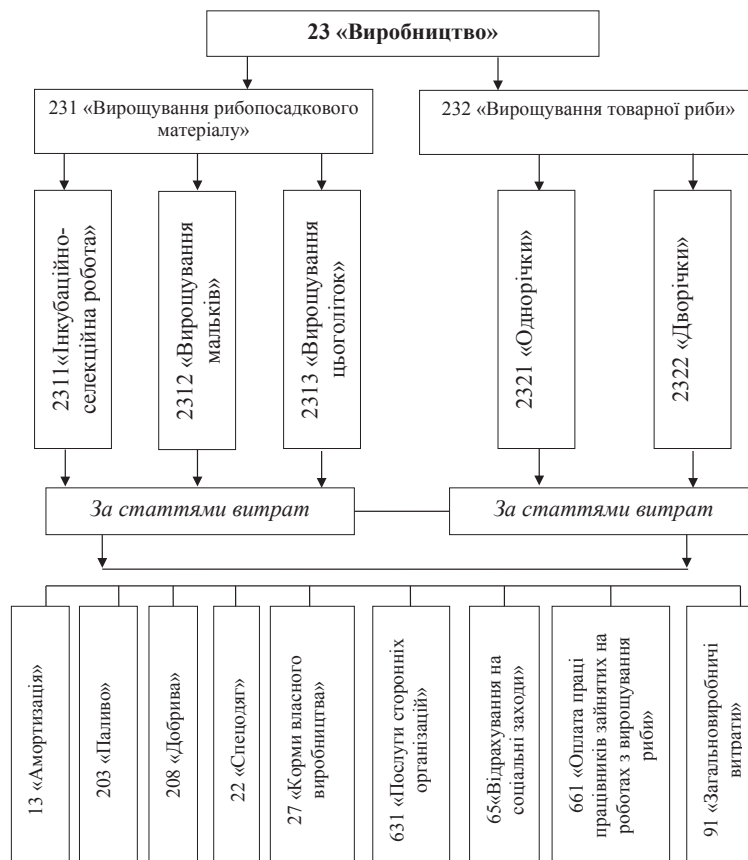 23 «Виробництво»
231 «Вирощування рибопосадкового
матеріалу»
232 «Вирощування товарної риби»
2311«Інкубаційно-
селекційна робота»
2312 «Вирощування
мальків»
2313 «Вирощування
цьоголіток»
2321 «Однорічки»
2322 «Дворічки»
За статтями витрат
За статтями витрат
13 «Амортизація»
203 «Паливо»
208 «Добрива»
22 «Спецодяг»
27 «Корми власного
виробництва»
631 «Послуги сторонніх
організацій»
65«Відрахування на
соціальні заходи»
661 «Оплата праці
працівників зайнятих на
роботах з вирощування
риби»
91 «Загальновиробничі
витрати»